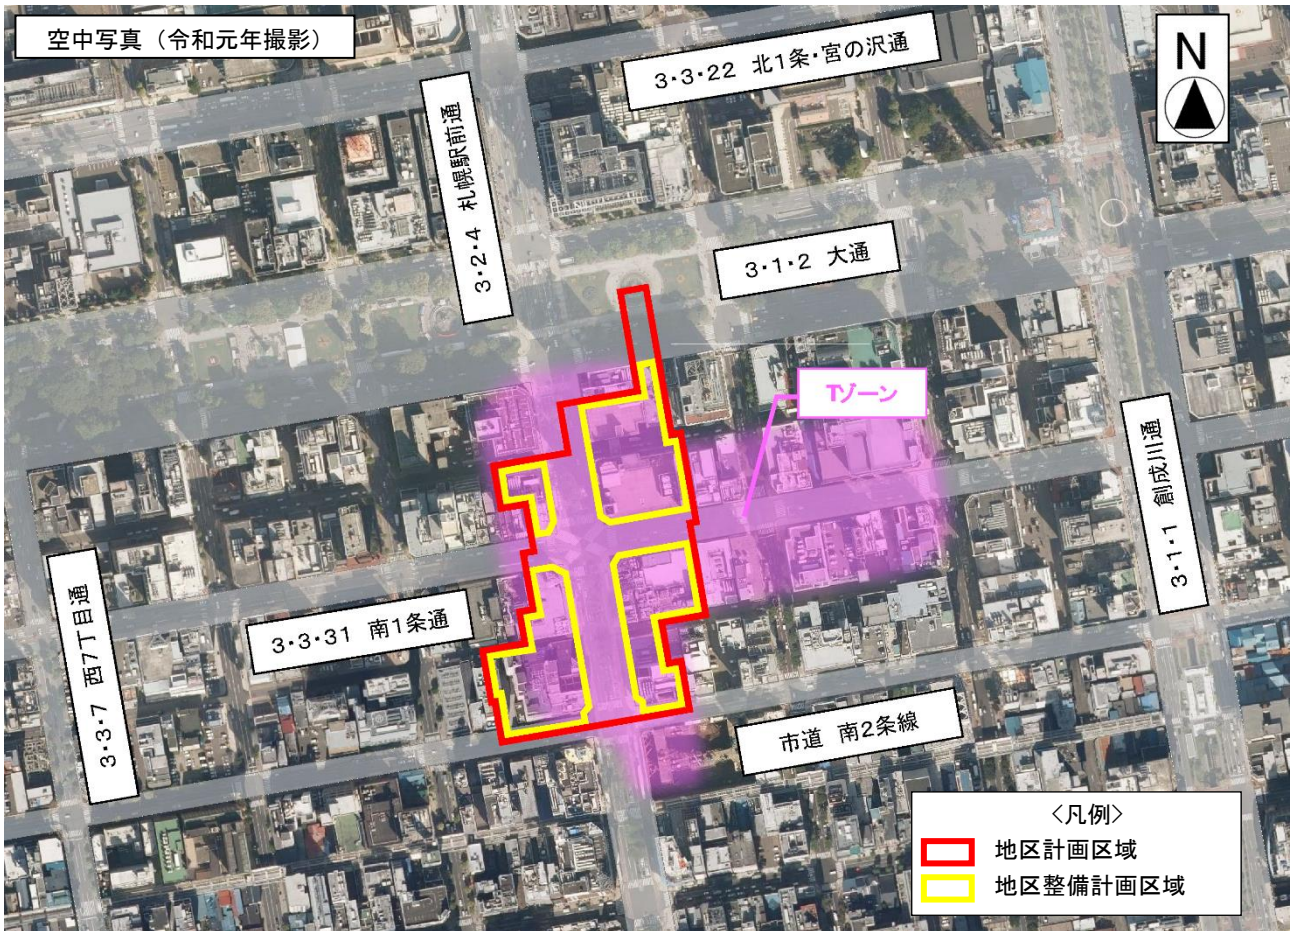 空中写真（令和元年撮影）
3・3・22 北1条・宮の沢通
N
3・2・4 札幌駅前通
3・1・2 大通
Tゾーン
3・1・1 創成川通
3・3・7 西7丁目通
3・3・31 南1条通
市道 南2条線
〈凡例〉
地区計画区域
地区整備計画区域